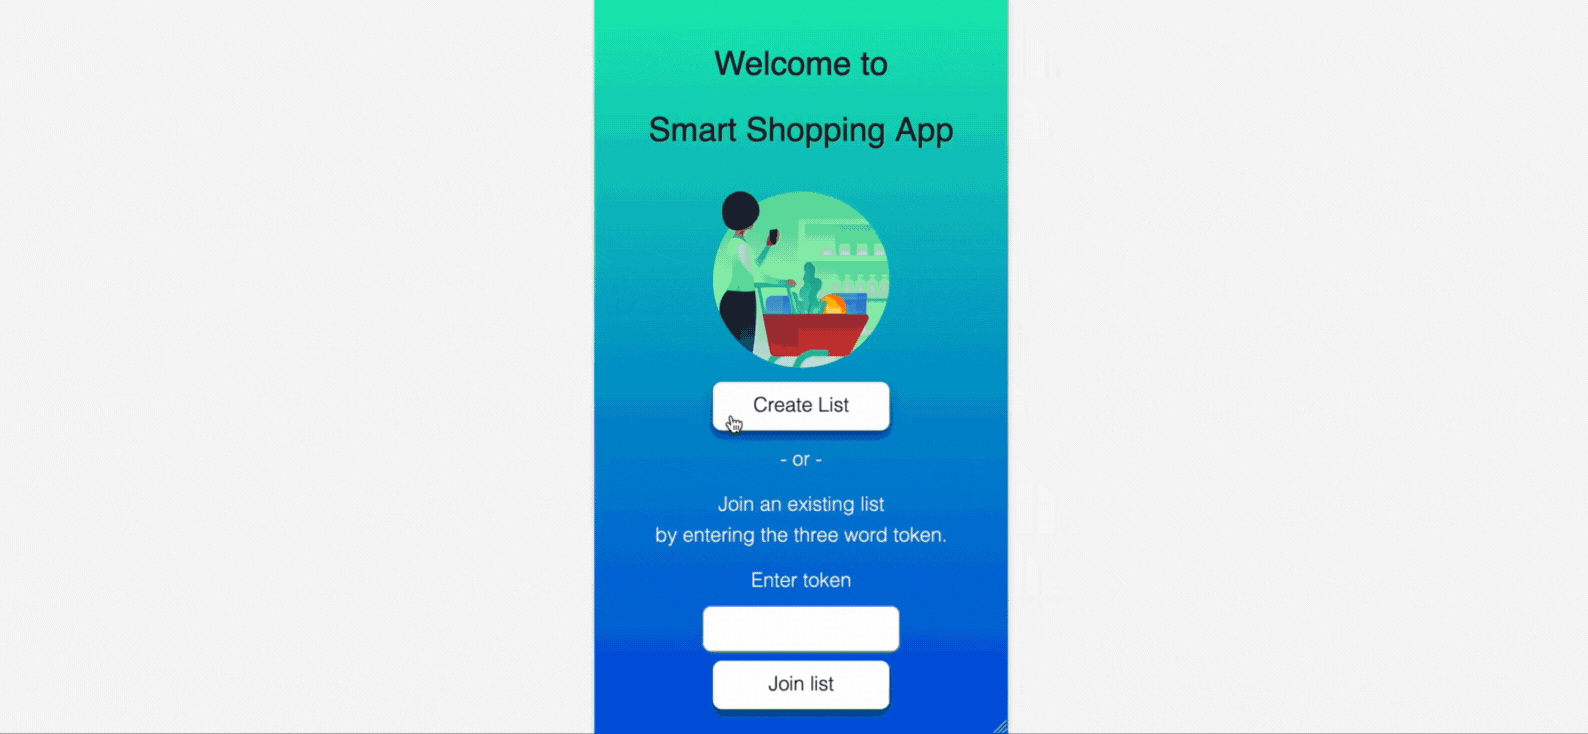 Welcome to
Smart Shopping App
Create List
- or -
Join an existing list
by entering the three word token.
Enter token
Join list